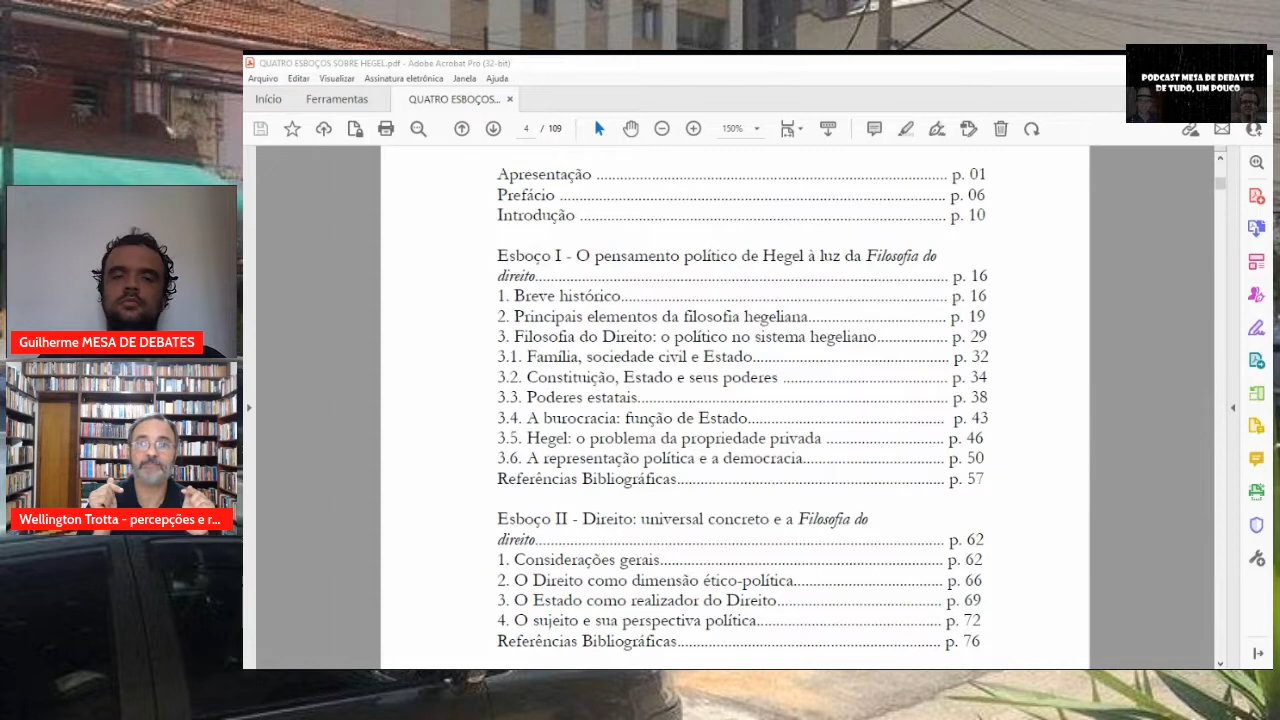 QUATRO ESBOÇOS SOBRE HEGEL.pdf - Adobe Acrobat Pro (32-bit)
Arquivo Editar Visualizar Assinatura eletrônica Janela Ajuda
Início Ferramentas QUATRO ESBOÇOS... ×
4 / 109 150%
PODCAST MESA DE DEBATES
DE TUDO, UM POUCO
Apresentação ........................................................................................ p. 01
Prefácio ................................................................................................. p. 06
Introdução ............................................................................................ p. 10
Esboço I - O pensamento político de Hegel à luz da Filosofia do
direito....................................................................................................... p. 16
1. Breve histórico.................................................................................. p. 16
2. Principais elementos da filosofia hegeliana................................... p. 19
3. Filosofia do Direito: o político no sistema hegeliano.................. p. 29
3.1. Família, sociedade civil e Estado................................................. p. 32
3.2. Constituição, Estado e seus poderes ......................................... p. 34
3.3. Poderes estatais............................................................................. p. 38
3.4. A burocracia: função de Estado.................................................. p. 43
3.5. Hegel: o problema da propriedade privada ............................. p. 46
3.6. A representação política e a democracia................................... p. 50
Referências Bibliográficas.................................................................. p. 57
Esboço II - Direito: universal concreto e a Filosofia do
direito....................................................................................................... p. 62
1. Considerações gerais........................................................................ p. 62
2. O Direito como dimensão ético-política..................................... p. 66
3. O Estado como realizador do Direito......................................... p. 69
4. O sujeito e sua perspectiva política.............................................. p. 72
Referências Bibliográficas.................................................................. p. 76
Guilherme MESA DE DEBATES
Wellington Trotta - percepções e r...